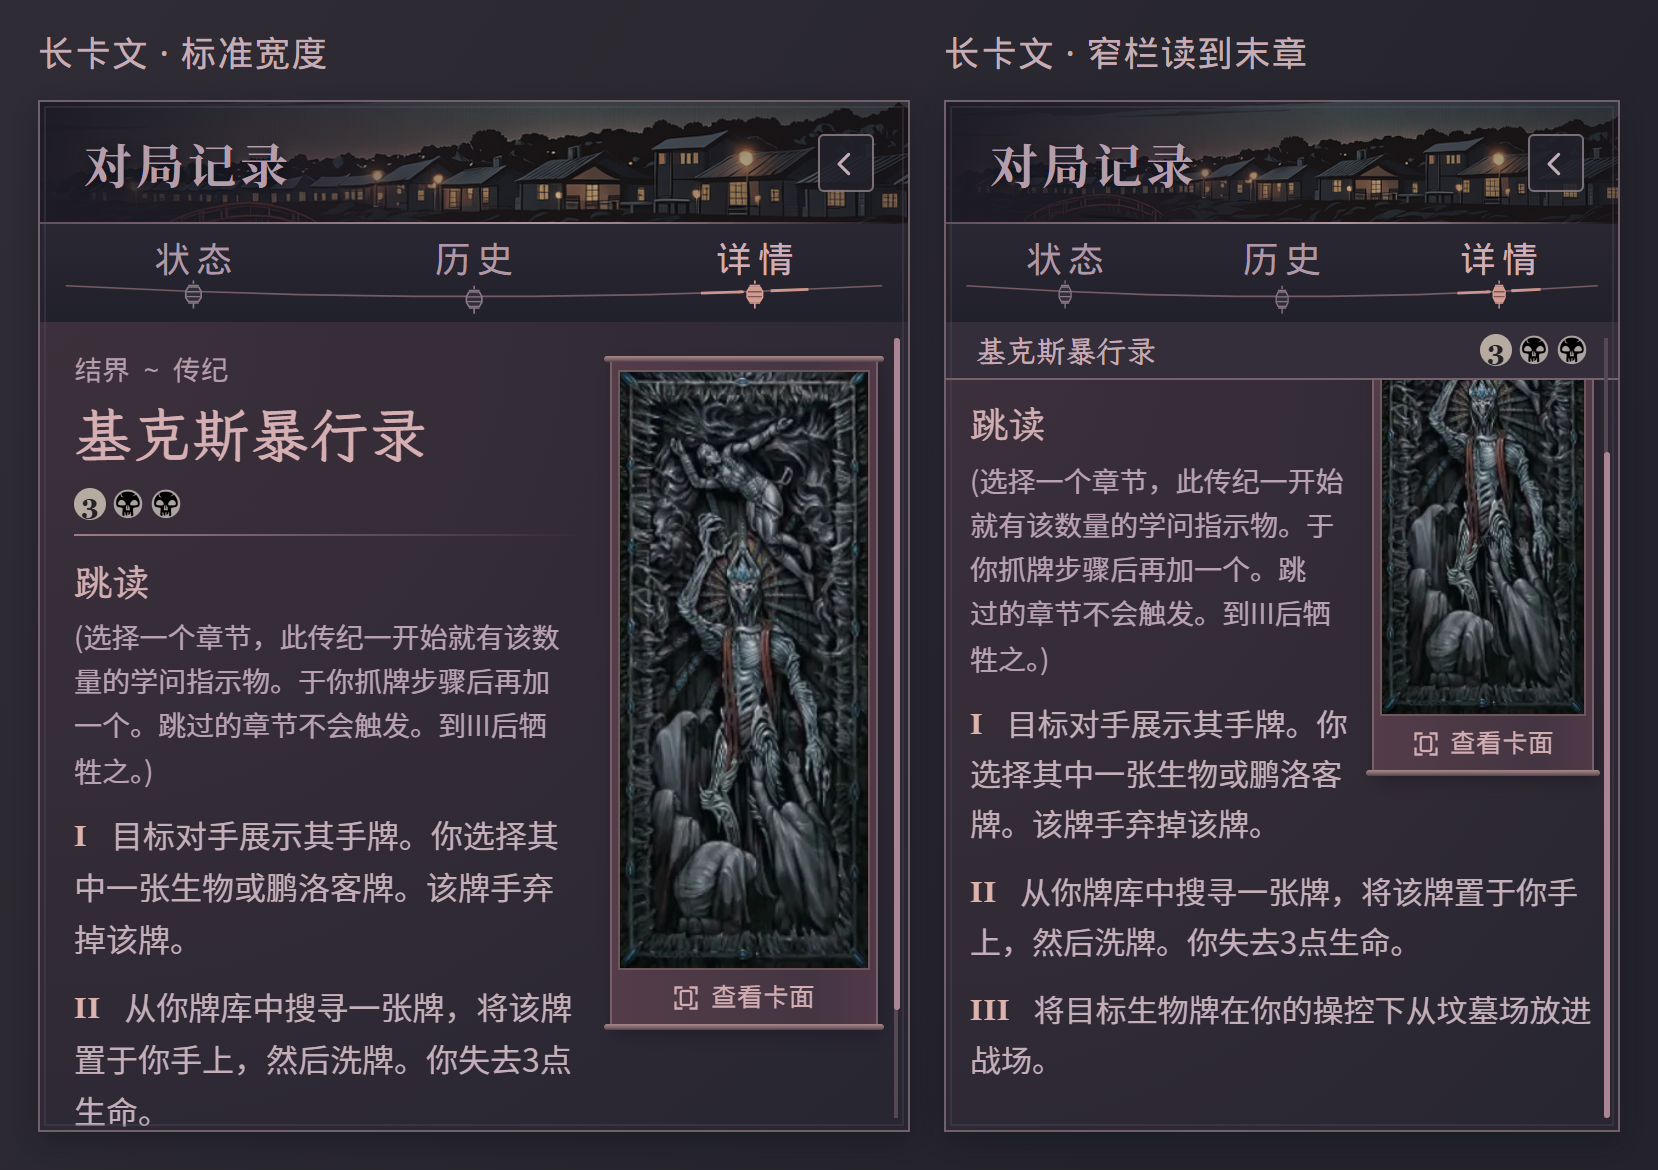 长卡文 · 标准宽度
对局记录
状态
历史
详情
结界 ~ 传纪
基克斯暴行录
3
跳读
(选择一个章节，此传纪一开始就有该数
量的学问指示物。于你抓牌步骤后再加
一个。跳过的章节不会触发。到III后牺
牲之。)
I 目标对手展示其手牌。你选择其
中一张生物或鹏洛客牌。该牌手弃
掉该牌。
II 从你牌库中搜寻一张牌，将该牌
置于你手上，然后洗牌。你失去3点
生命。
查看卡面
长卡文 · 窄栏读到末章
对局记录
状态
历史
详情
基克斯暴行录
3
跳读
(选择一个章节，此传纪一开始
就有该数量的学问指示物。于
你抓牌步骤后再加一个。跳
过的章节不会触发。到III后牺
牲之。)
I 目标对手展示其手牌。你
选择其中一张生物或鹏洛客
牌。该牌手弃掉该牌。
查看卡面
II 从你牌库中搜寻一张牌，将该牌置于你手
上，然后洗牌。你失去3点生命。
III 将目标生物牌在你的操控下从坟墓场放进
战场。